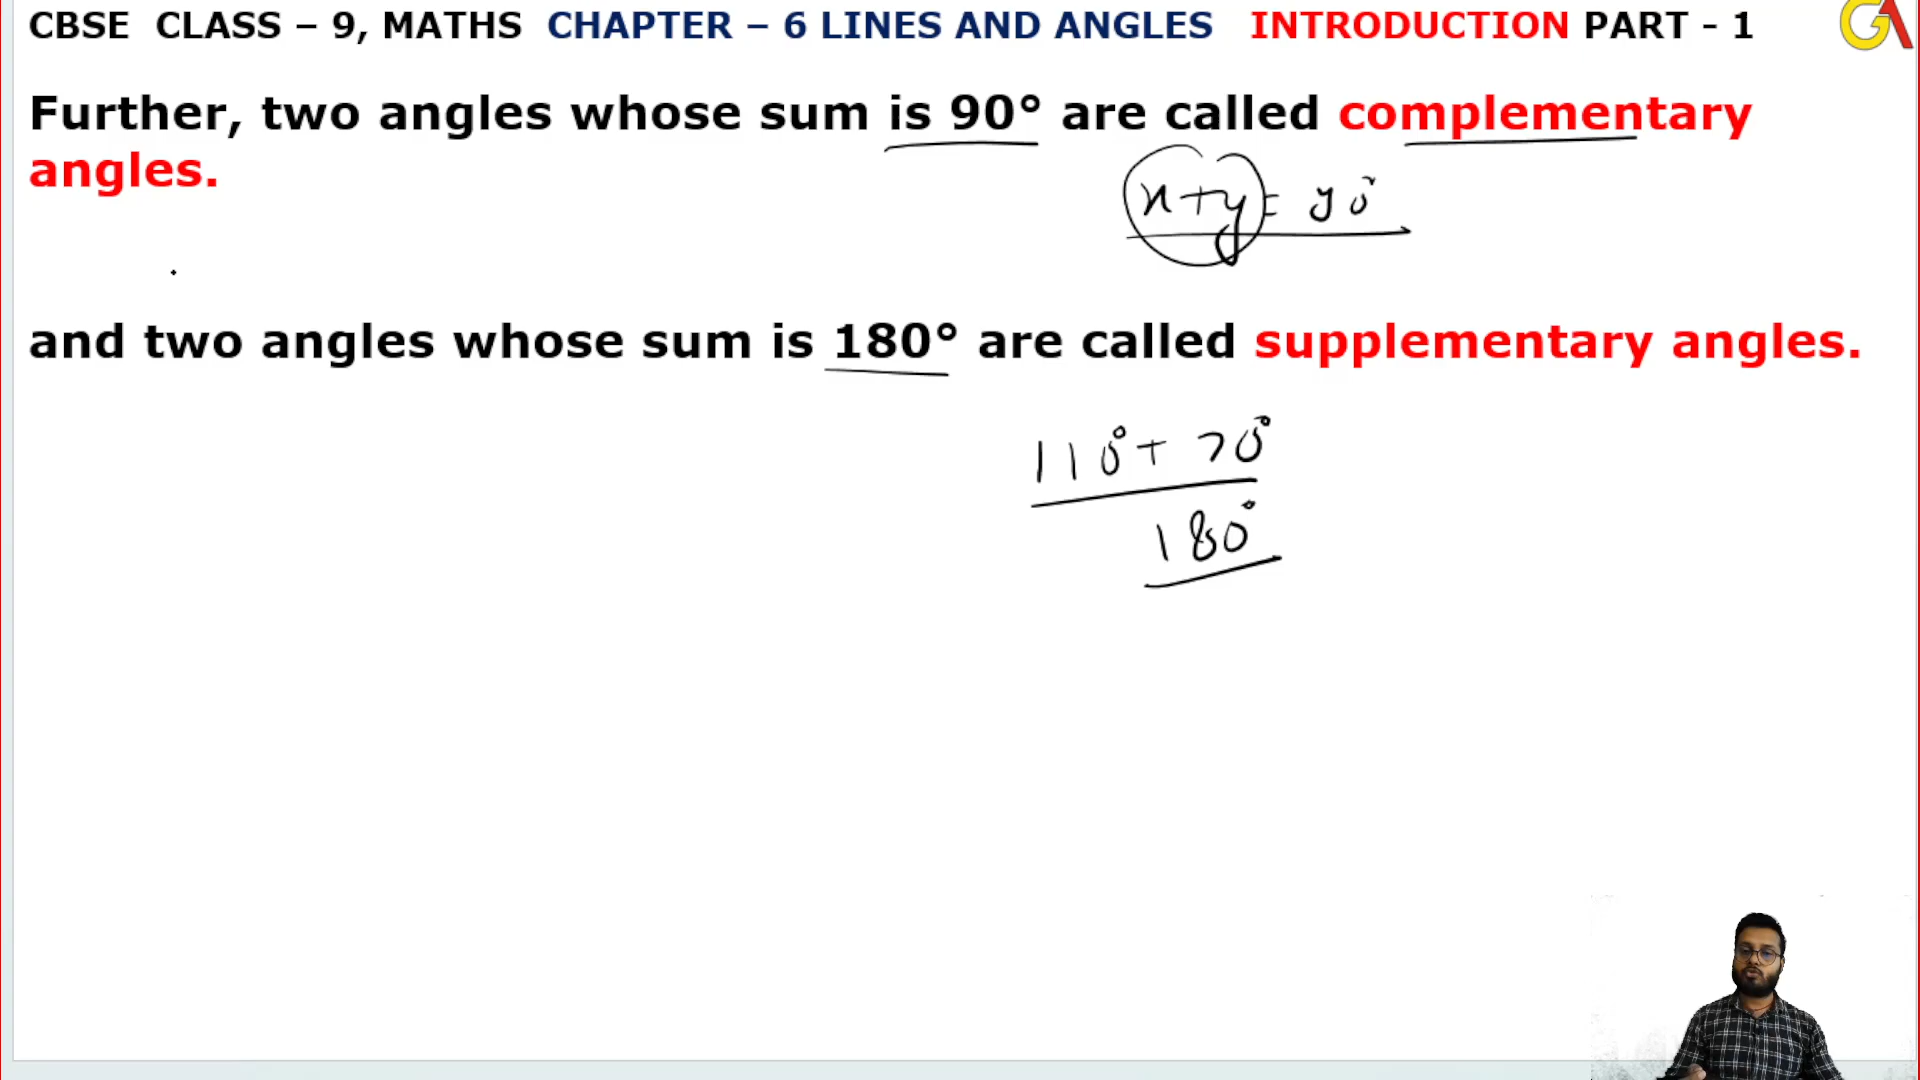 CBSE CLASS – 9, MATHS CHAPTER – 6 LINES AND ANGLES INTRODUCTION PART - 1
GA
Further, two angles whose sum is 90° are called complementary
angles.
x+y = 90°
and two angles whose sum is 180° are called supplementary angles.
110° + 70°
180°